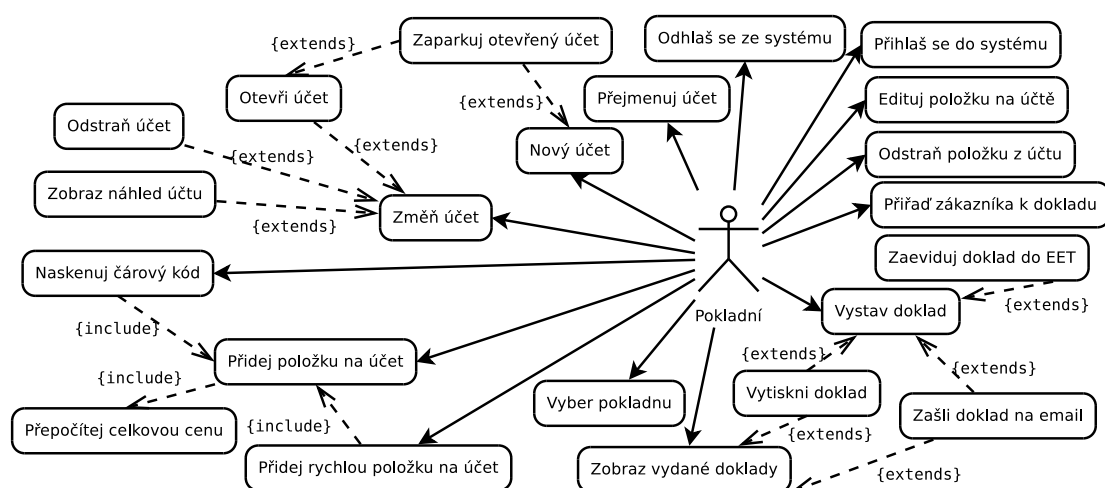 Zaparkuj otevřený účet
Odhlaš se ze systému
Přihlaš se do systému
{extends}
Otevři účet
{extends}
Přejmenuj účet
Edituj položku na účtě
Odstraň účet
{extends}
{extends}
Nový účet
Odstraň položku z účtu
Zobraz náhled účtu
{extends}
Změň účet
Přiřaď zákazníka k dokladu
Naskenuj čárový kód
Zaeviduj doklad do EET
{extends}
Vystav doklad
Pokladní
{include}
Přidej položku na účet
{extends}
{extends}
{include}
Vyber pokladnu
Vytiskni doklad
Zašli doklad na email
Přepočítej celkovou cenu
{include}
{extends}
Přidej rychlou položku na účet
Zobraz vydané doklady
{extends}